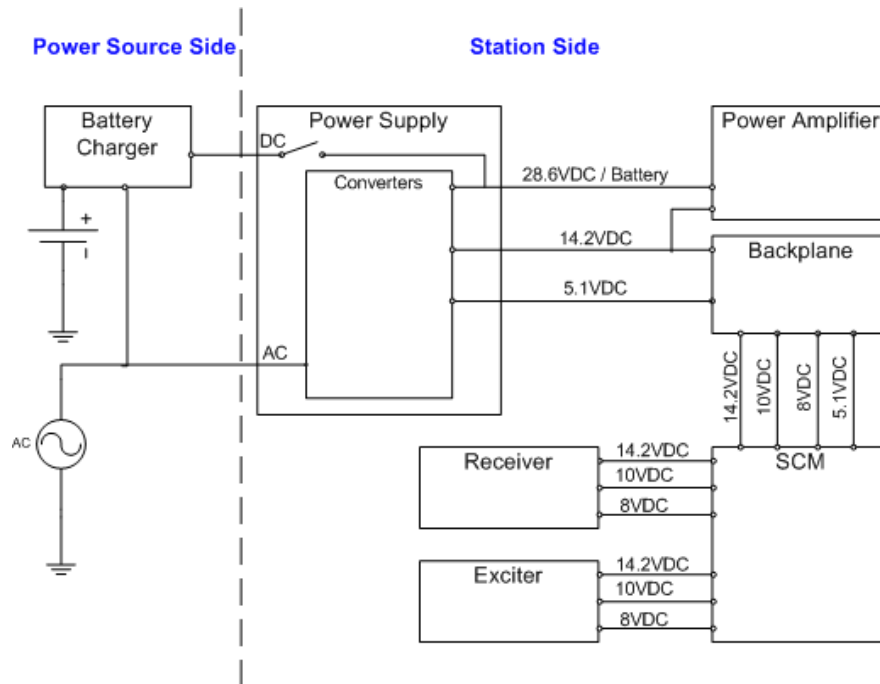 Power Source Side
Station Side
Battery
Charger
DC
Power Supply
Converters
Power Amplifier
28.6VDC / Battery
14.2VDC
Backplane
5.1VDC
+
-
AC
AC
14.2VDC
10VDC
8VDC
5.1VDC
Receiver
14.2VDC
10VDC
8VDC
SCM
Exciter
14.2VDC
10VDC
8VDC